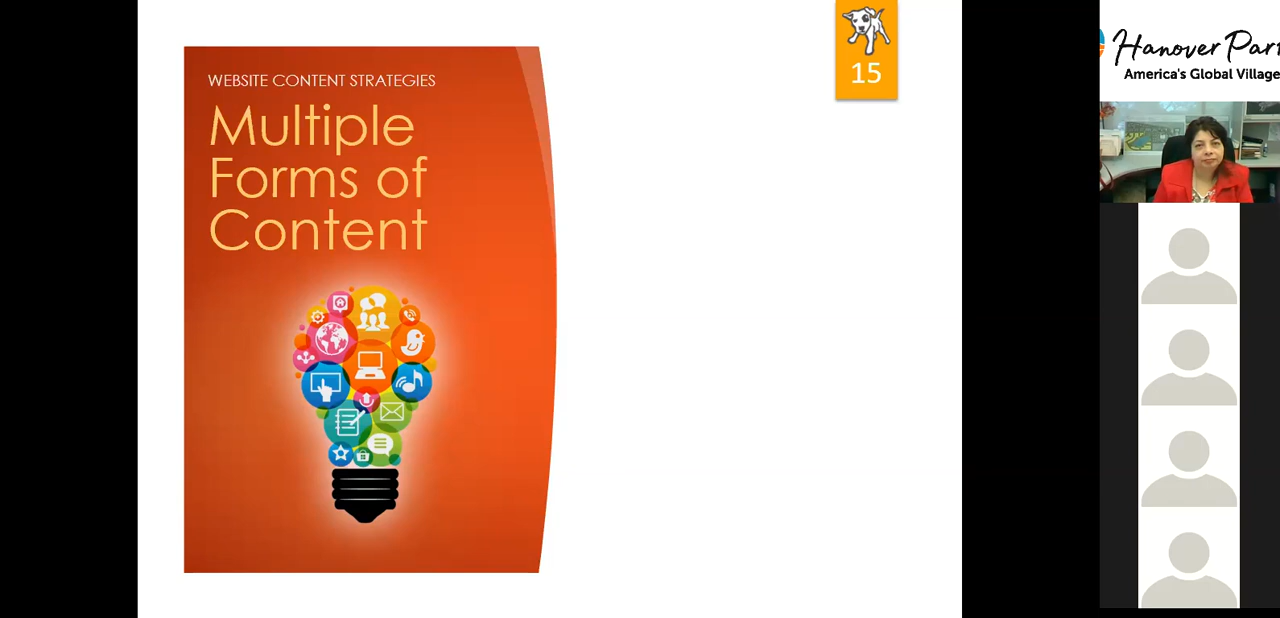 WEBSITE CONTENT STRATEGIES
Multiple
Forms of
Content
15
Hanover Par
America's Global Village